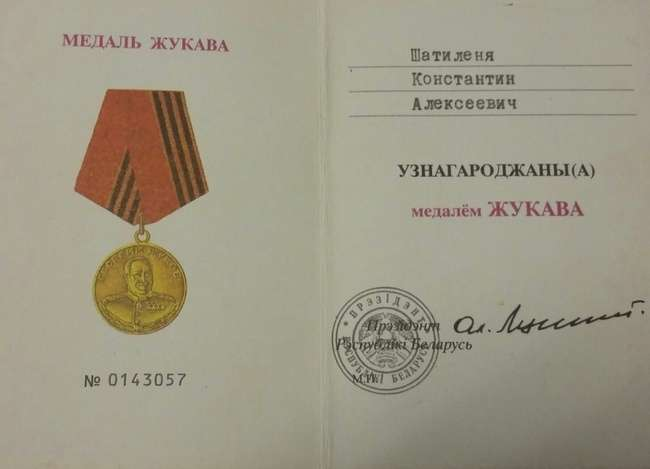 МЕДАЛЬ ЖУКАВА
№ 0143057
Шатиленя
Константин
Алексеевич
УЗНАГАРОДЖАНЫ(А)
медалём ЖУКАВА
Прэзідэнт
Рэспублікі Беларусь
М.П.